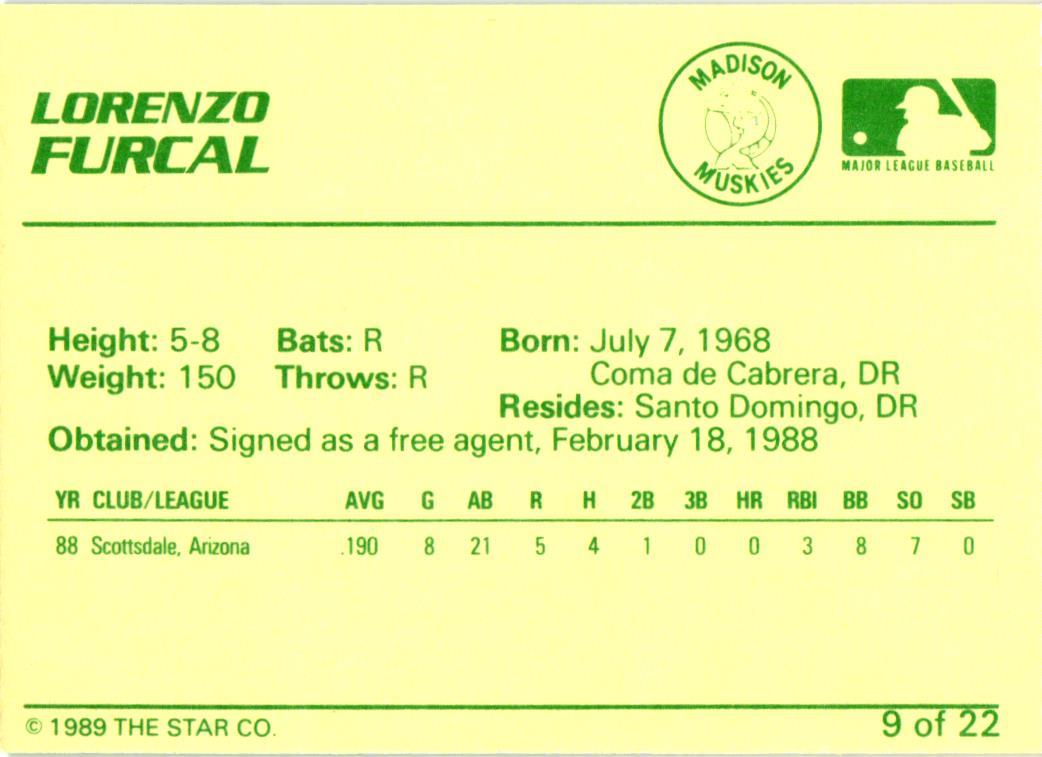 LORENZO
FURCAL
MADISON
MUSKIES
MAJOR LEAGUE BASEBALL
Height: 5-8 Bats: R Born: July 7, 1968
Weight: 150 Throws: R Coma de Cabrera, DR
Resides: Santo Domingo, DR
Obtained: Signed as a free agent, February 18, 1988
YR CLUB/LEAGUE AVG G AB R H 2B 3B HR RBI BB SO SB
88 Scottsdale, Arizona .190 8 21 5 4 1 0 0 3 8 7 0
© 1989 THE STAR CO. 9 of 22